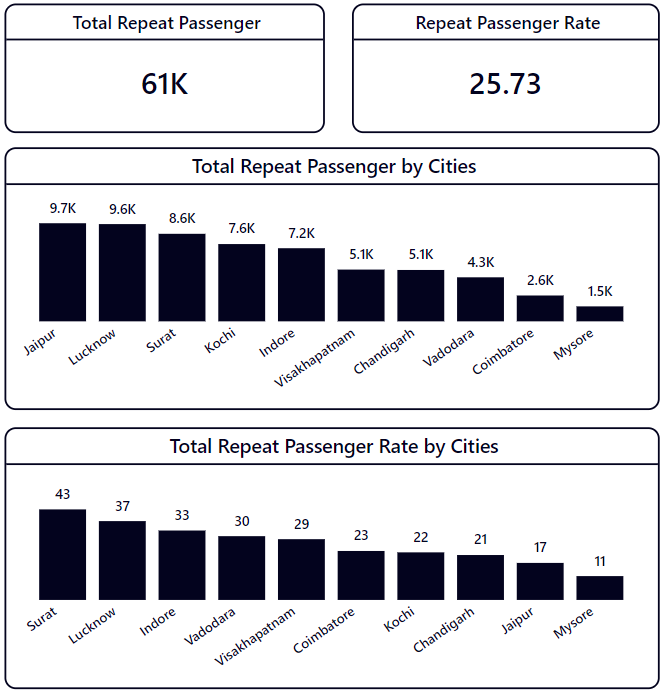 Total Repeat Passenger
Repeat Passenger Rate
61K
25.73
Total Repeat Passenger by Cities
9.7K
9.6K
8.6K
7.6K
7.2K
5.1K
5.1K
4.3K
2.6K
1.5K
Jaipur
Lucknow
Surat
Kochi
Indore
Visakhapatnam
Chandigarh
Vadodara
Coimbatore
Mysore
Total Repeat Passenger Rate by Cities
43
37
33
30
29
23
22
21
17
11
Surat
Lucknow
Indore
Vadodara
Visakhapatnam
Coimbatore
Kochi
Chandigarh
Jaipur
Mysore